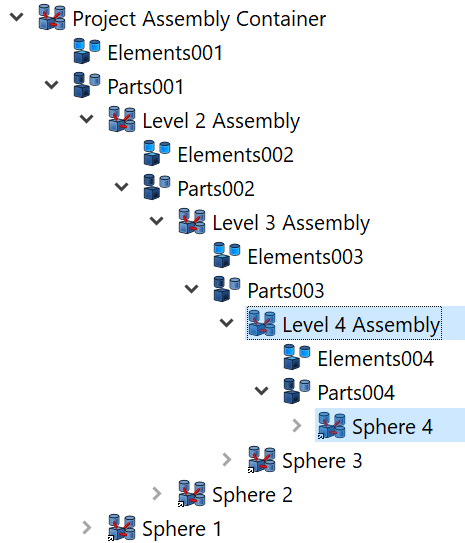 Project Assembly Container
Elements001
Parts001
Level 2 Assembly
Elements002
Parts002
Level 3 Assembly
Elements003
Parts003
Level 4 Assembly
Elements004
Parts004
Sphere 4
Sphere 3
Sphere 2
Sphere 1